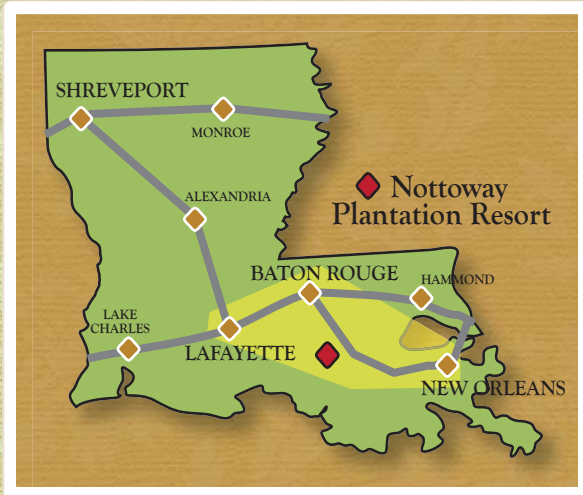 SHREVEPORT
MONROE
ALEXANDRIA
Nottoway
Plantation Resort
BATON ROUGE
HAMMOND
LAKE
CHARLES
LAFAYETTE
NEW ORLEANS